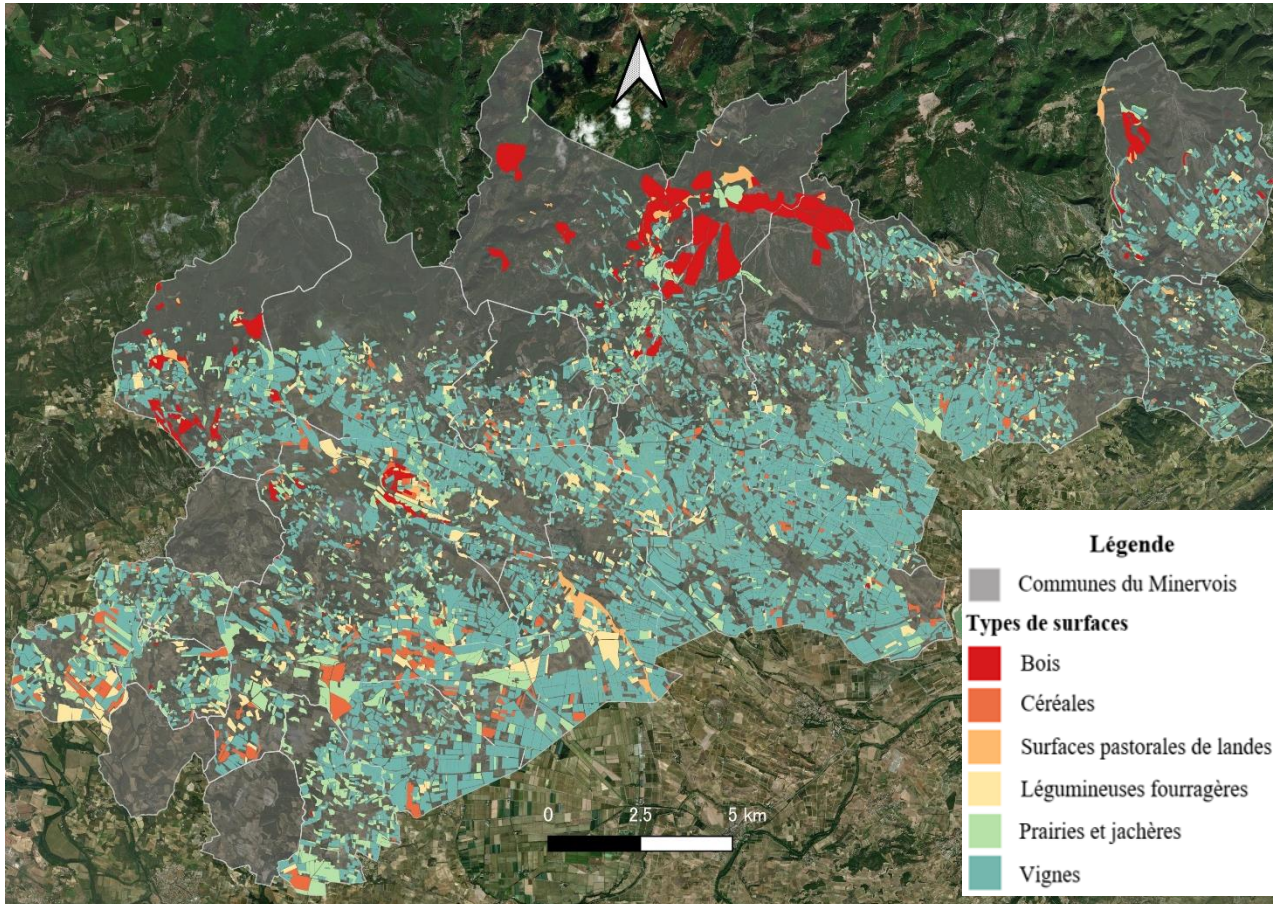 0 2.5 5 km
Légende
Communes du Minervois
Types de surfaces
Bois
Céréales
Surfaces pastorales de landes
Légumineuses fourragères
Prairies et jachères
Vignes